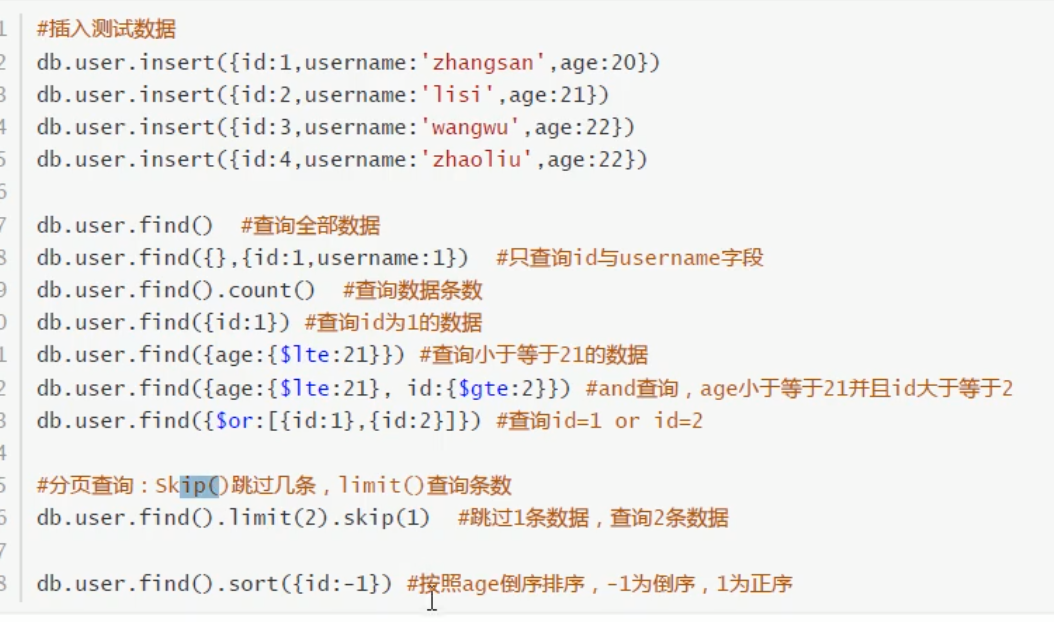 1 #插入测试数据
2 db.user.insert({id:1,username:'zhangsan',age:20})
3 db.user.insert({id:2,username:'lisi',age:21})
4 db.user.insert({id:3,username:'wangwu',age:22})
5 db.user.insert({id:4,username:'zhaoliu',age:22})
6
7 db.user.find()  #查询全部数据
8 db.user.find({},{id:1,username:1})  #只查询id与username字段
9 db.user.find().count()  #查询数据条数
0 db.user.find({id:1}) #查询id为1的数据
1 db.user.find({age:{$lte:21}}) #查询小于等于21的数据
2 db.user.find({age:{$lte:21}, id:{$gte:2}}) #and查询，age小于等于21并且id大于等于2
3 db.user.find({$or:[{id:1},{id:2}]}) #查询id=1 or id=2
4
5 #分页查询：Skip()跳过几条，limit()查询条数
6 db.user.find().limit(2).skip(1)  #跳过1条数据，查询2条数据
7
8 db.user.find().sort({id:-1}) #按照age倒序排序，-1为倒序，1为正序